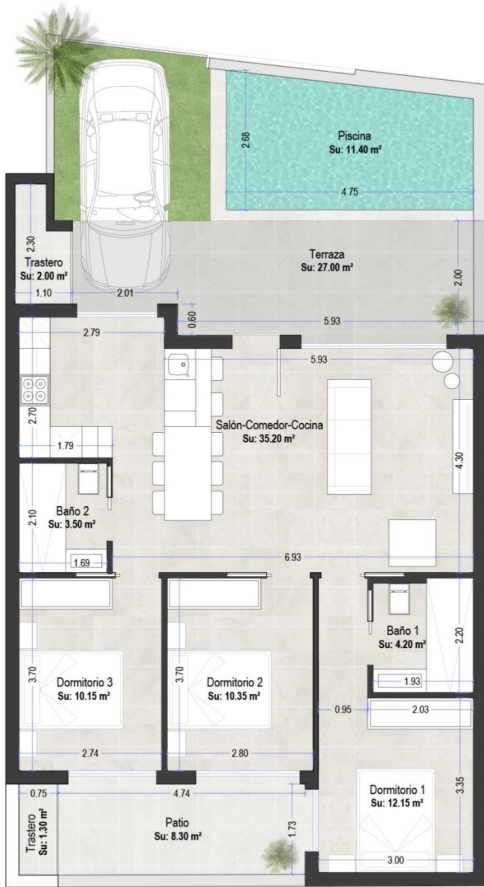 Piscina
Su: 11.40 m²
2.68
4.75
2.30
Trastero
Su: 2.00 m²
1.10
2.01
Terraza
Su: 27.00 m²
2.00
0.60
5.93
2.79
5.93
2.70
1.79
Salón-Comedor-Cocina
Su: 35.20 m²
4.30
2.10
Baño 2
Su: 3.50 m²
1.69
6.93
Baño 1
Su: 4.20 m²
2.20
1.93
3.70
Dormitorio 3
Su: 10.15 m²
2.74
3.70
Dormitorio 2
Su: 10.35 m²
2.80
0.95
2.03
Dormitorio 1
Su: 12.15 m²
3.35
3.00
0.75
4.74
Trastero
Su: 1.30 m²
Patio
Su: 8.30 m²
1.73